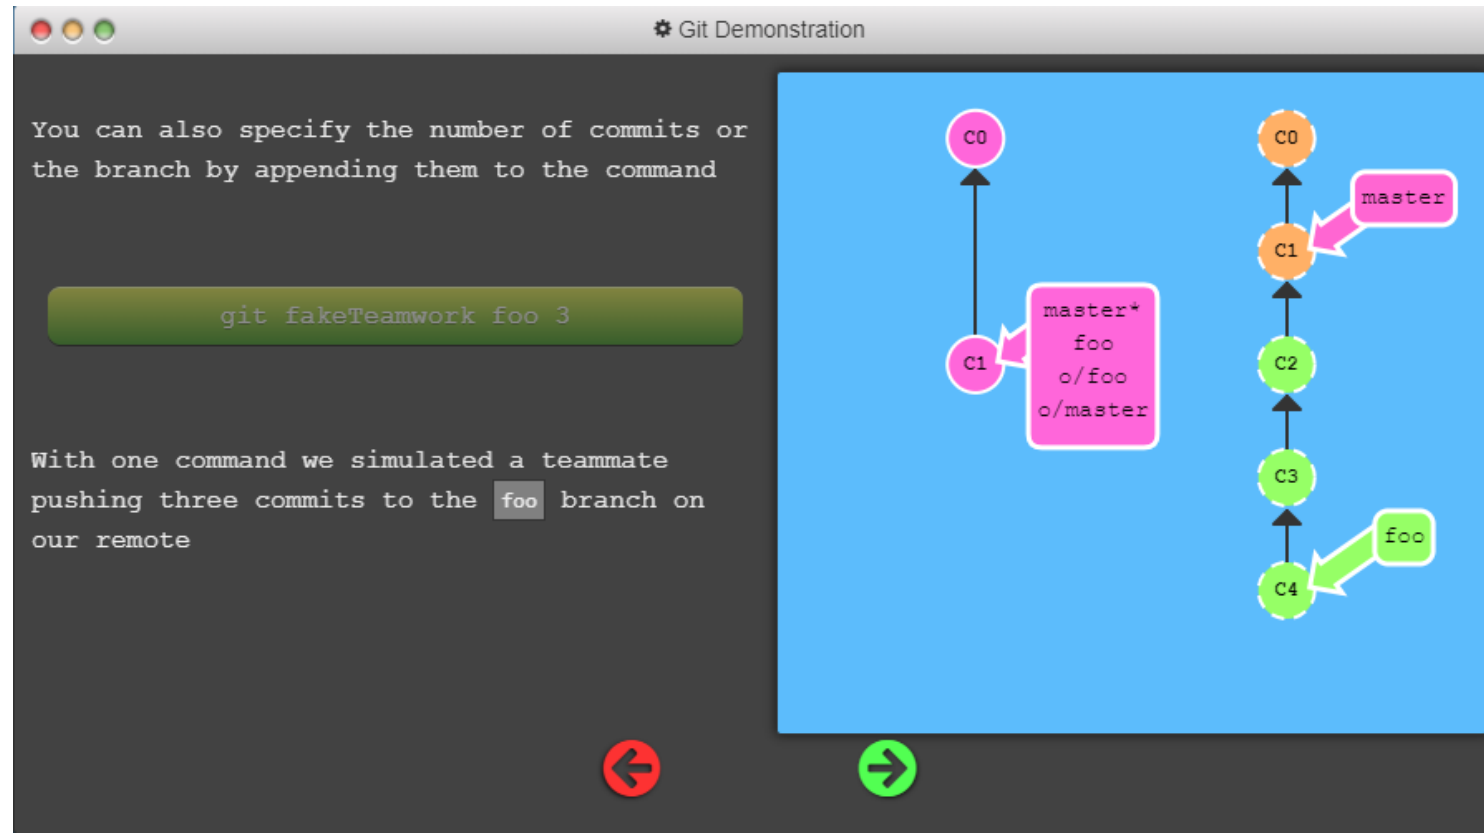 Git Demonstration
You can also specify the number of commits or
the branch by appending them to the command
git fakeTeamwork foo 3
With one command we simulated a teammate
pushing three commits to the foo branch on
our remote
C0
C1
master*
foo
o/foo
o/master
C0
master
C1
C2
C3
foo
C4